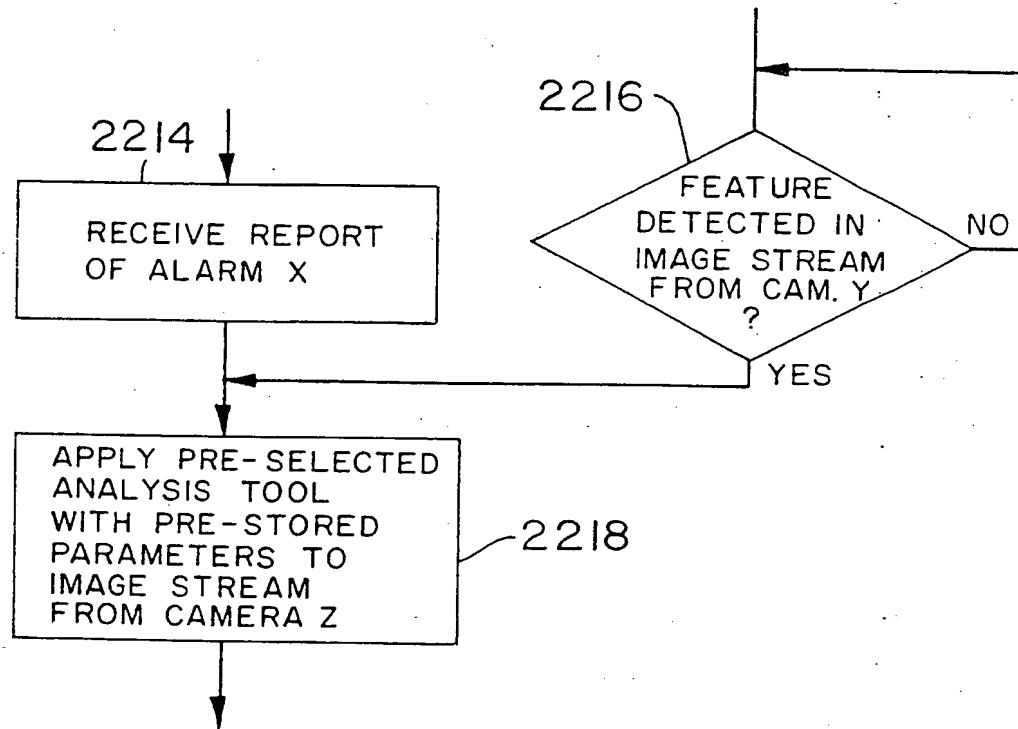 2214
RECEIVE REPORT
OF ALARM X
2216
FEATURE
DETECTED IN
IMAGE STREAM
FROM CAM. Y
?
NO
YES
APPLY PRE-SELECTED
ANALYSIS TOOL
WITH PRE-STORED
PARAMETERS TO
IMAGE STREAM
FROM CAMERA Z
2218